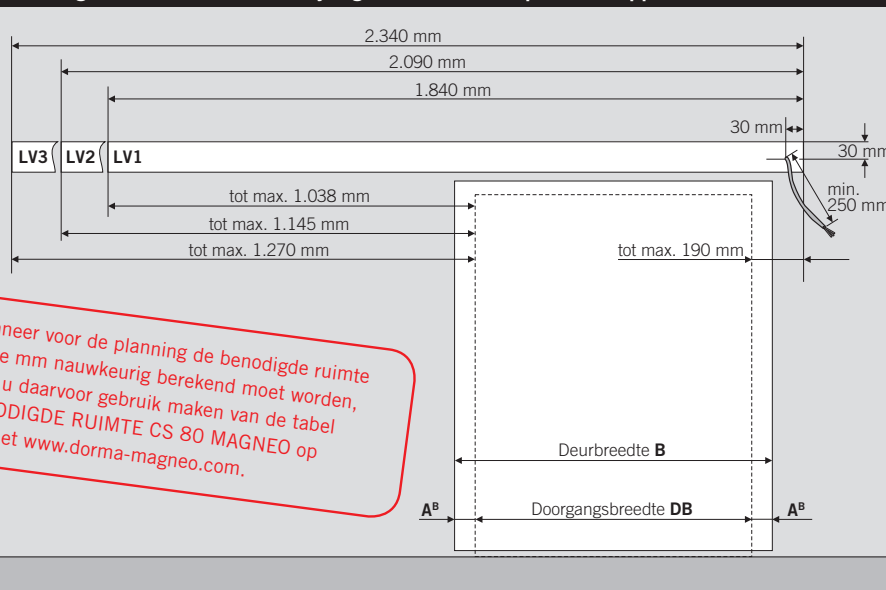 2.340 mm
2.090 mm
1.840 mm
30 mm
LV3 LV2 LV1
30 mm
min.
250 mm
tot max. 1.038 mm
tot max. 1.145 mm
tot max. 1.270 mm
tot max. 190 mm
voor de planning de benodigde ruimte
mm nauwkeurig berekend moet worden,
u daarvoor gebruik maken van de tabel
RUIMTE CS 80 MAGNEO op
www.dorma-magneo.com.
Deurbreedte B
Aᴮ Doorgangsbreedte DB Aᴮ